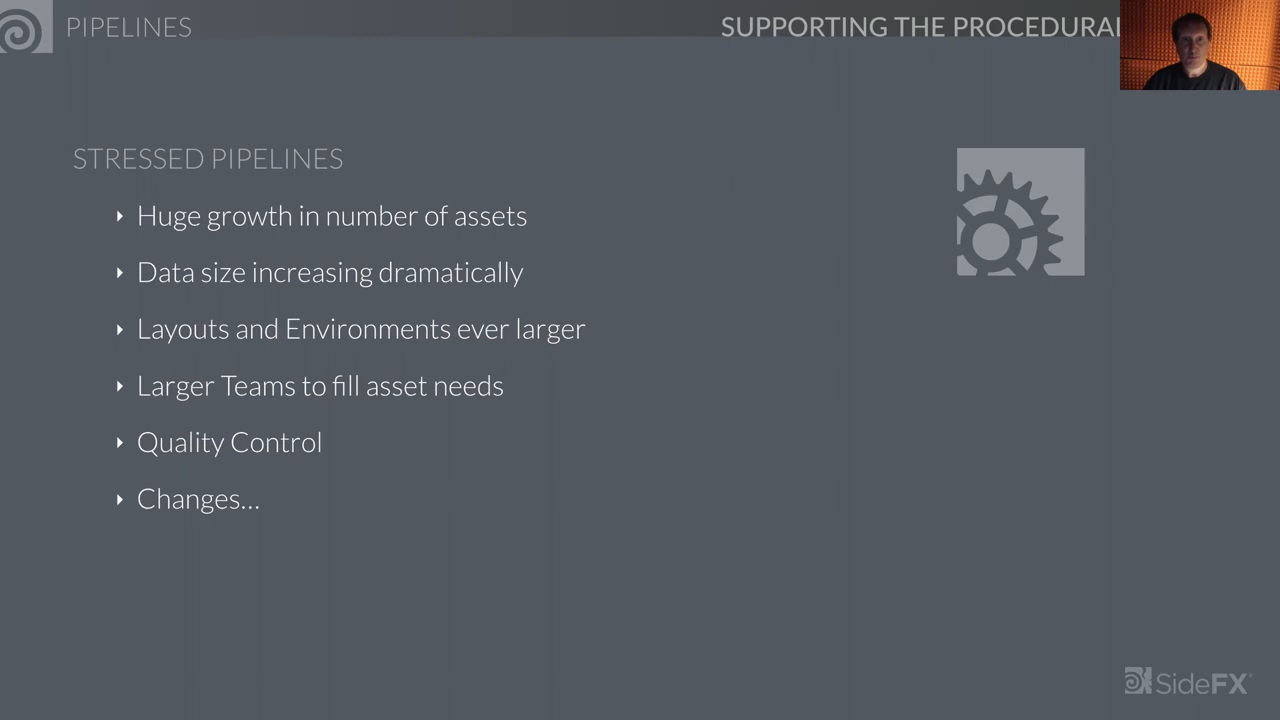 PIPELINES
SUPPORTING THE PROCEDURAL
STRESSED PIPELINES
Huge growth in number of assets
Data size increasing dramatically
Layouts and Environments ever larger
Larger Teams to fill asset needs
Quality Control
Changes...
SideFX